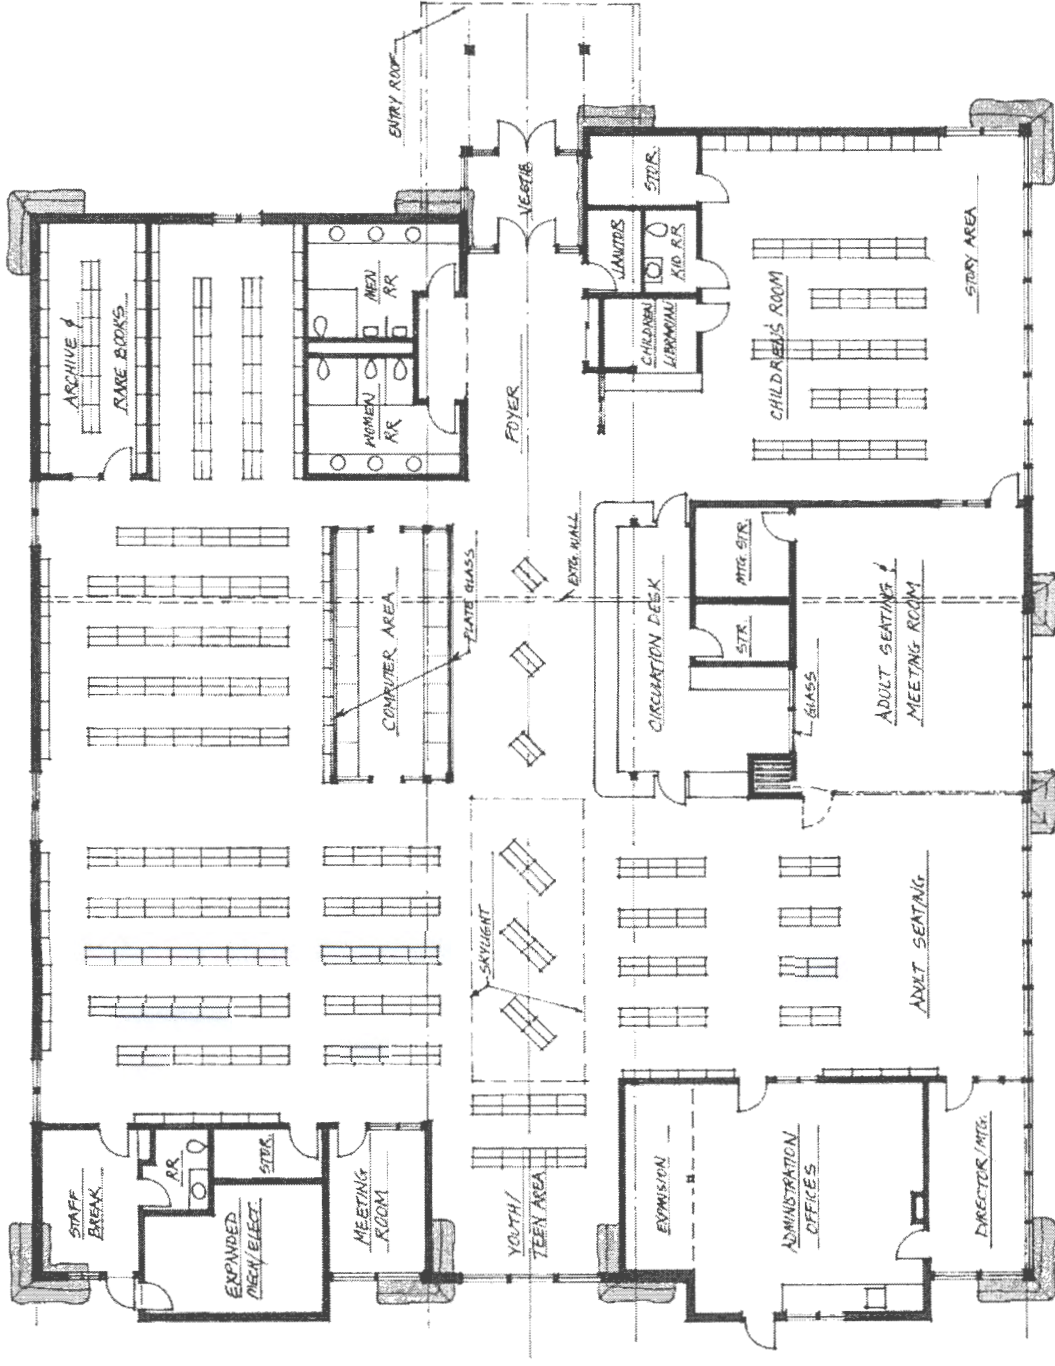 ENTRY ROOF
ARCHIVE &
RARE BOOKS
MEN
RR
WOMEN
RR
VESTIB.
FOYER
STOR.
JANITOR
KID RR
CHILDREN
LIBRARIAN
CHILDRENS ROOM
STORY AREA
COMPUTER AREA
PLATE GLASS
EXTG. WALL
CIRCULATION DESK
MTG. STR.
STR.
GLASS
ADULT SEATING &
MEETING ROOM
SKYLIGHT
ADULT SEATING
STAFF
BREAK
RR
STOR.
EXPANDED
MECH/ELECT.
MEETING
ROOM
YOUTH/
TEEN AREA
EXPANSION
ADMINISTRATION
OFFICES
DIRECTOR/MTG.